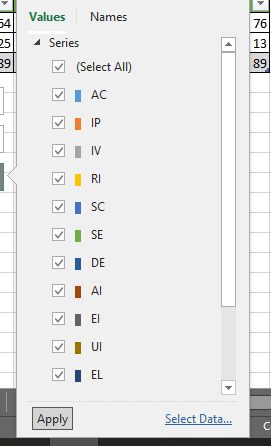 54 Values Names 76
25 Series 13
39 (Select All) 89
AC
IP
IV
RI
SC
SE
DE
AI
EI
UI
EL
Apply Select Data...
C